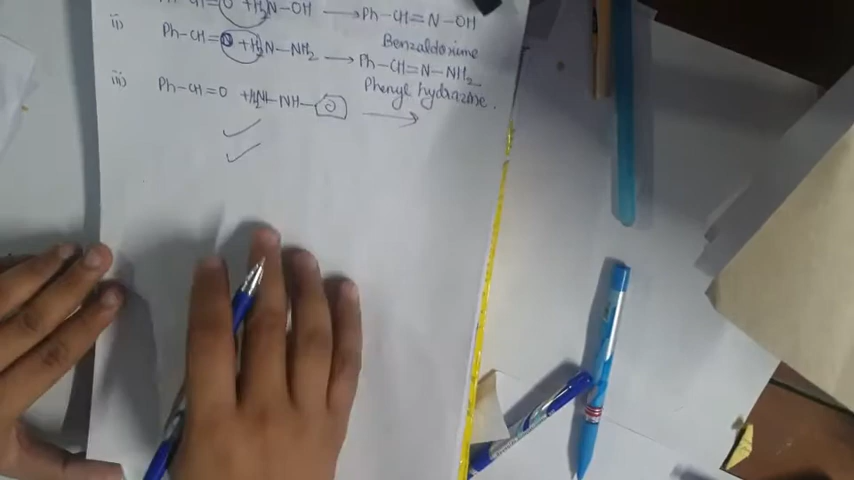 Ph-CH=O + H₂N-OH → Ph-CH=N-OH
Benzaldoxime
ii) Ph-CH= + H₂N-NH₂ → Ph-CH=N-NH₂
Phenyl hydrazone.
iii) Ph-CH=O + H₂N-NH- →